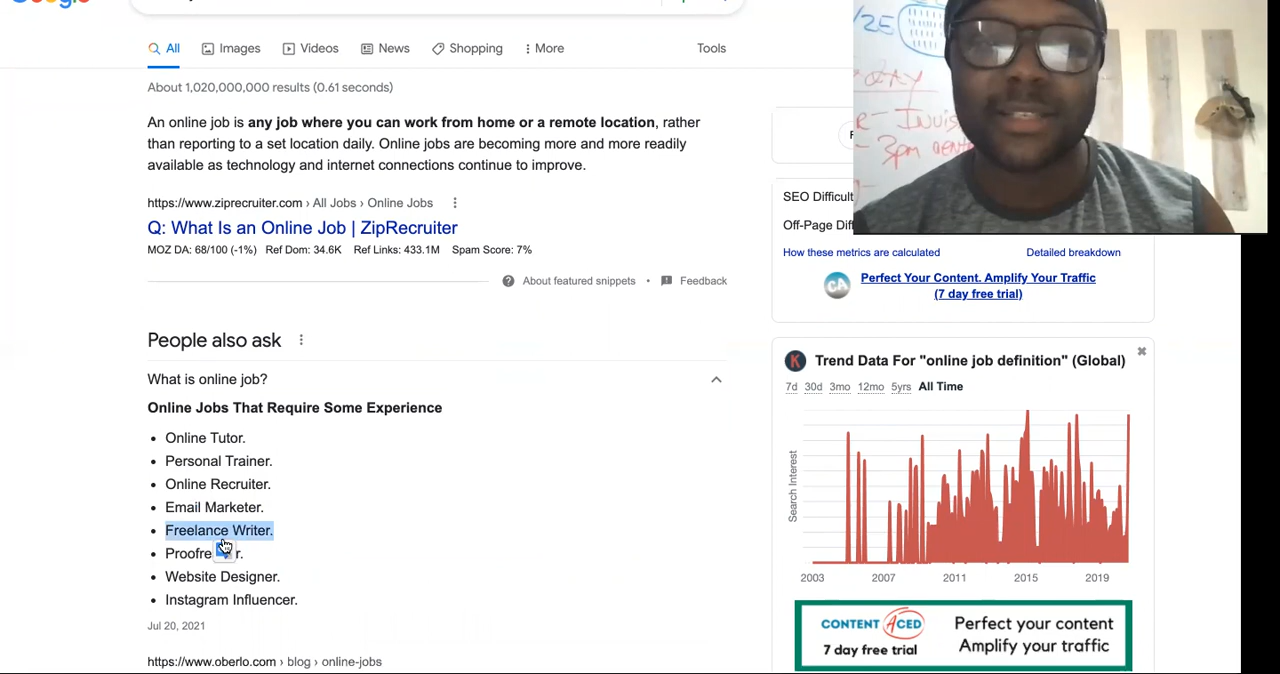 All
Images
Videos
News
Shopping
More
Tools
About 1,020,000,000 results (0.61 seconds)
An online job is any job where you can work from home or a remote location, rather
than reporting to a set location daily. Online jobs are becoming more and more readily
available as technology and internet connections continue to improve.
https://www.ziprecruiter.com › All Jobs › Online Jobs
Q: What Is an Online Job | ZipRecruiter
MOZ DA: 68/100 (-1%) Ref Dom: 34.6K Ref Links: 433.1M Spam Score: 7%
About featured snippets • Feedback
People also ask
What is online job?
Online Jobs That Require Some Experience
• Online Tutor.
• Personal Trainer.
• Online Recruiter.
• Email Marketer.
• Freelance Writer.
• Proofre r.
• Website Designer.
• Instagram Influencer.
Jul 20, 2021
https://www.oberlo.com › blog › online-jobs
SEO Difficult
Off-Page Dif
How these metrics are calculated
Detailed breakdown
CA
Perfect Your Content. Amplify Your Traffic
(7 day free trial)
K
Trend Data For "online job definition" (Global)
7d 30d 3mo 12mo 5yrs All Time
Search Interest
2003 2007 2011 2015 2019
CONTENT ACED
7 day free trial
Perfect your content
Amplify your traffic
3pm